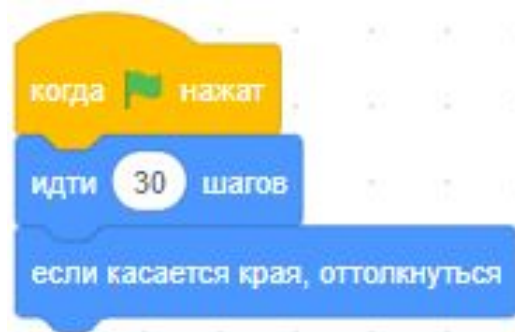 когда нажат
идти 30 шагов
если касается края, оттолкнуться